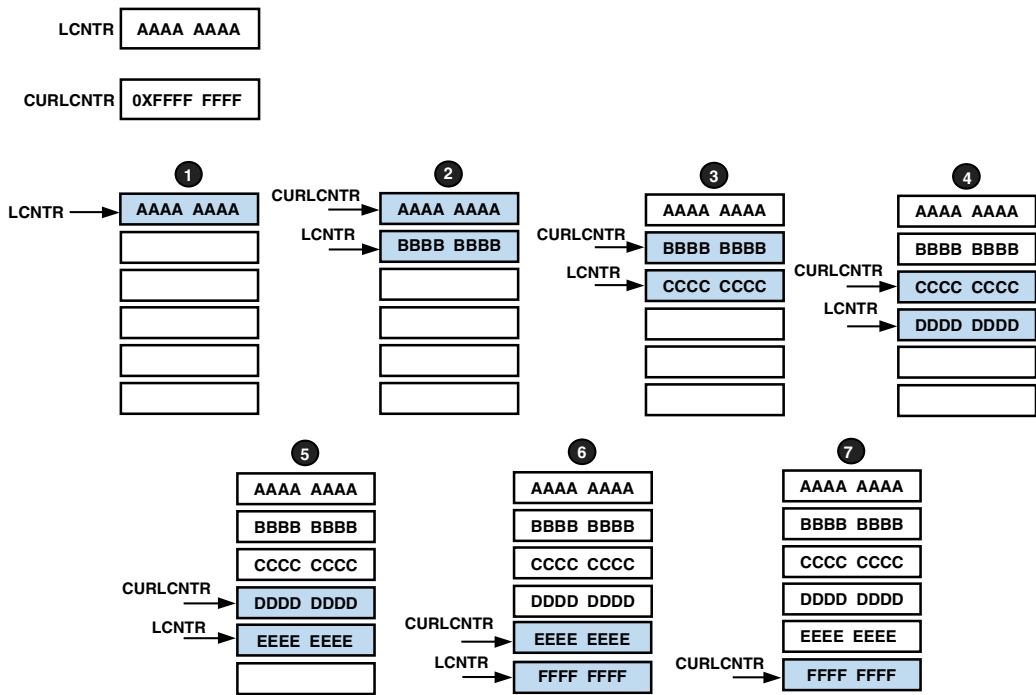 LCNTR AAAA AAAA
CURLCNTR 0XFFFF FFFF
1
LCNTR AAAA AAAA
2
CURLCNTR AAAA AAAA
LCNTR BBBB BBBB
3
AAAA AAAA
CURLCNTR BBBB BBBB
LCNTR CCCC CCCC
4
AAAA AAAA
BBBB BBBB
CURLCNTR CCCC CCCC
LCNTR DDDD DDDD
5
AAAA AAAA
BBBB BBBB
CCCC CCCC
CURLCNTR DDDD DDDD
LCNTR EEEE EEEE
6
AAAA AAAA
BBBB BBBB
CCCC CCCC
DDDD DDDD
CURLCNTR EEEE EEEE
LCNTR FFFF FFFF
7
AAAA AAAA
BBBB BBBB
CCCC CCCC
DDDD DDDD
EEEE EEEE
CURLCNTR FFFF FFFF